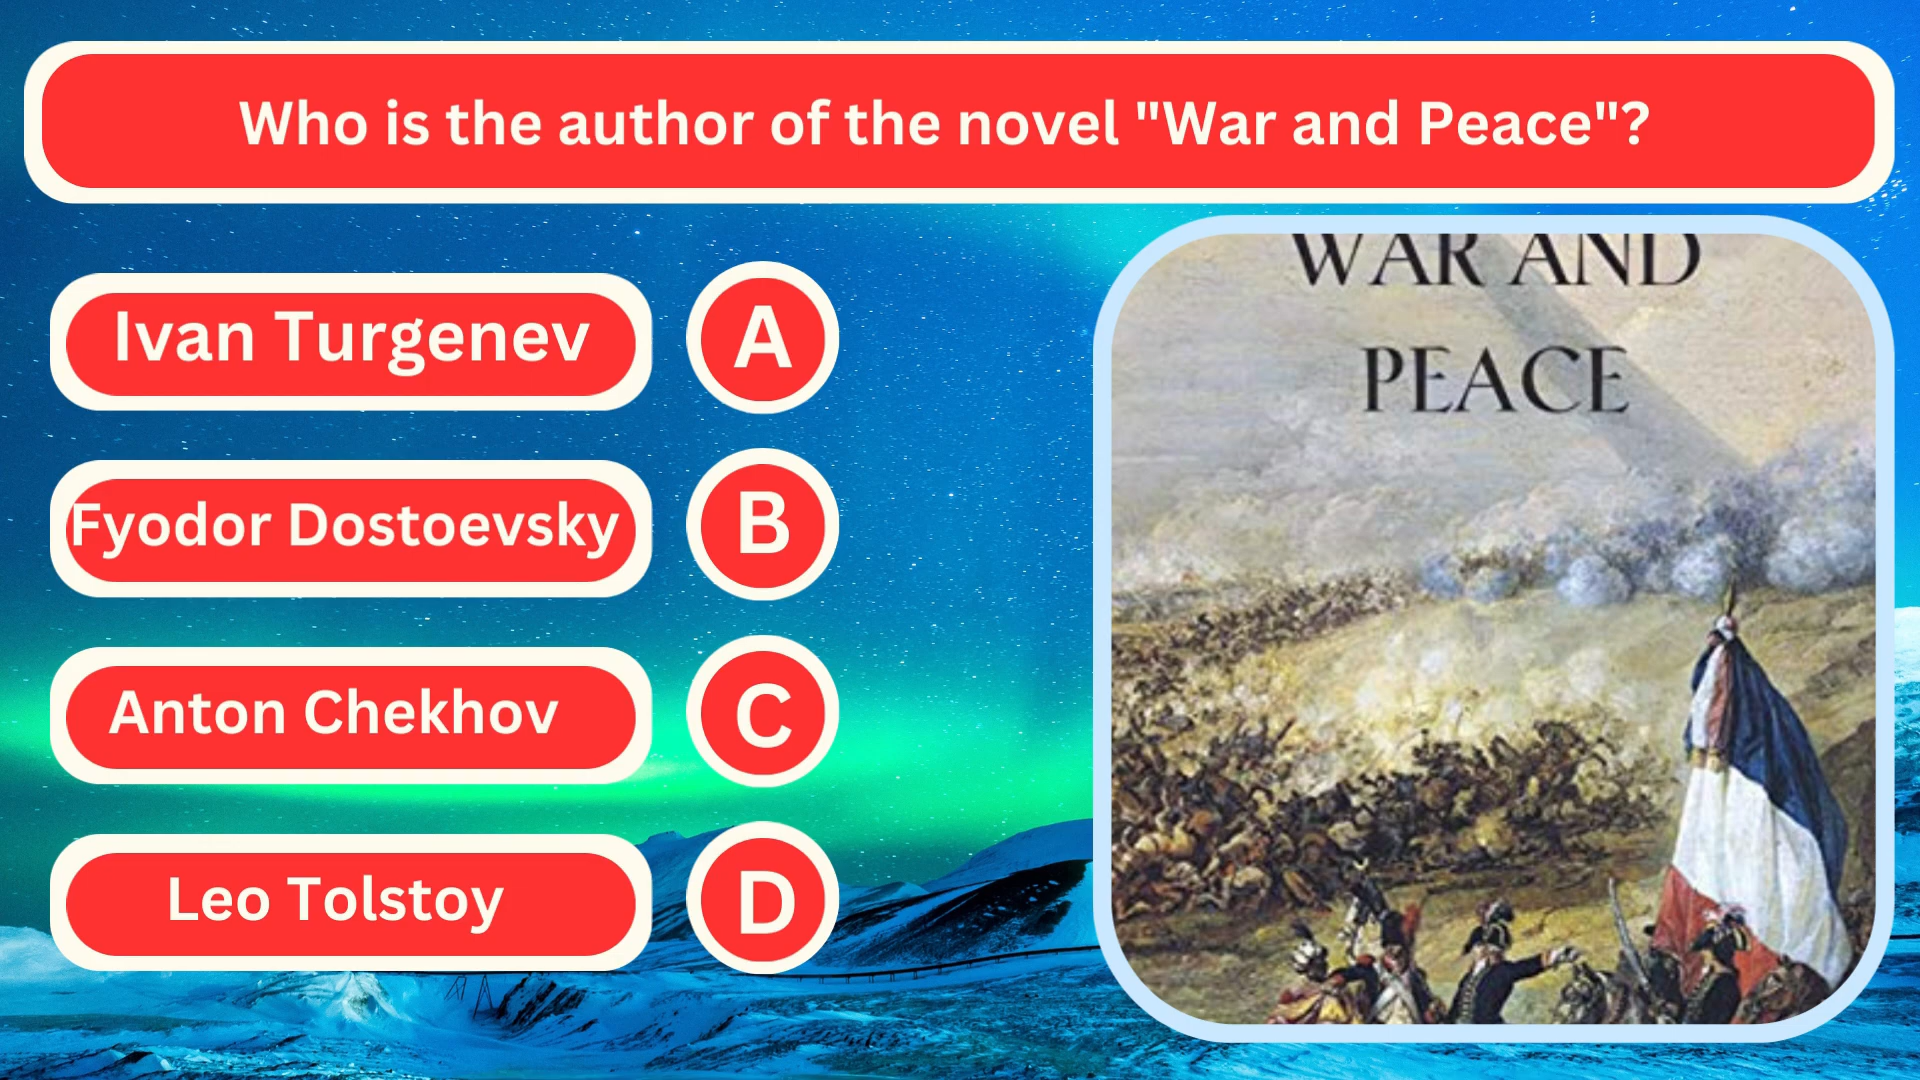 Who is the author of the novel "War and Peace"?
Ivan Turgenev
A
Fyodor Dostoevsky
B
Anton Chekhov
C
Leo Tolstoy
D
WAR AND
PEACE